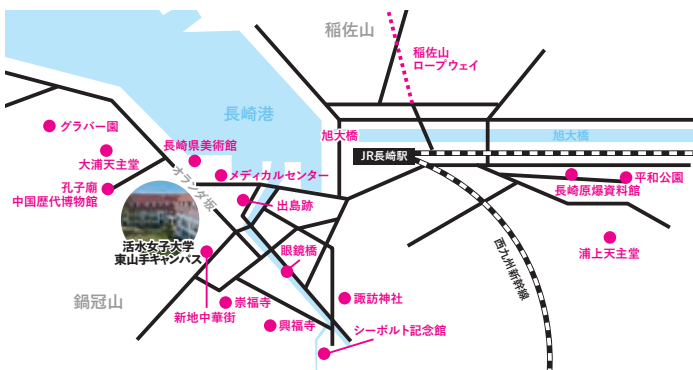 稲佐山
稲佐山
ロープウェイ
長崎港
旭大橋
旭大橋
JR長崎駅
グラバー園
大浦天主堂
長崎県美術館
メディカルセンター
孔子廟
中国歴代博物館
オランダ坂
出島跡
平和公園
長崎原爆資料館
浦上天主堂
活水女子大学
東山手キャンパス
眼鏡橋
西九州新幹線
鍋冠山
新地中華街
崇福寺
興福寺
諏訪神社
シーボルト記念館